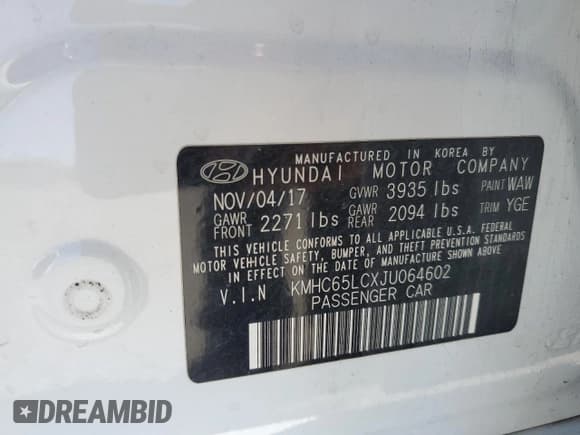 MANUFACTURED IN KOREA BY
HYUNDAI MOTOR COMPANY
NOV/04/17 GVWR 3935 lbs PAINT WAW
GAWR FRONT 2271 lbs GAWR REAR 2094 lbs TRIM YGE
THIS VEHICLE CONFORMS TO ALL APPLICABLE U.S.A. FEDERAL
MOTOR VEHICLE SAFETY, BUMPER, AND THEFT PREVENTION STANDARDS
IN EFFECT ON THE DATE OF MANUFACTURE SHOWN ABOVE
V.I.N KMHC65LCXJU064602
PASSENGER CAR
DREAMBID